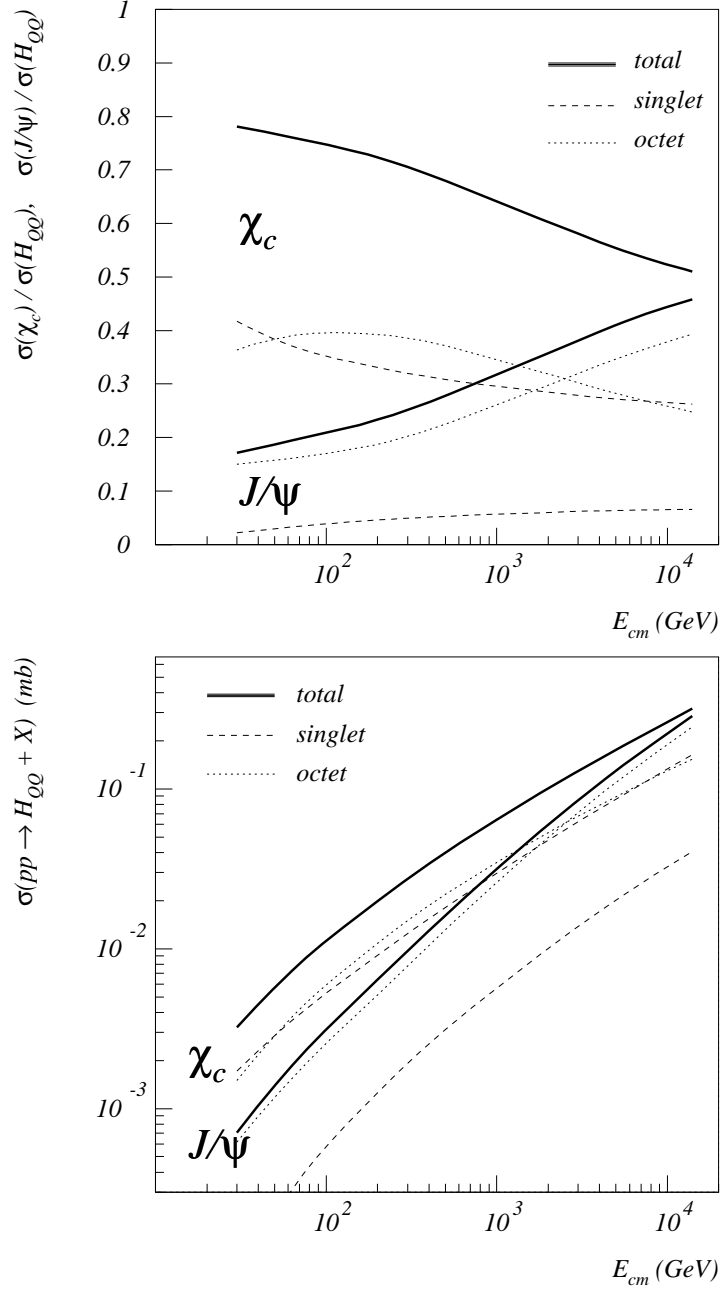 σ(χc) / σ(HQQ), σ(J/ψ) / σ(HQQ)
1
0.9
0.8
0.7
0.6
0.5
0.4
0.3
0.2
0.1
0
total
singlet
octet
χc
J/ψ
10^2
10^3
10^4
Ecm (GeV)
σ(pp → HQQ + X) (mb)
total
singlet
octet
10^-1
10^-2
10^-3
χc
J/ψ
10^2
10^3
10^4
Ecm (GeV)